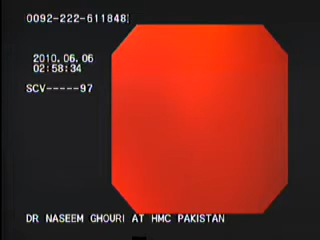 0092-222-611848
2010.06.06
02:58:34
SCV-----97
DR NASEEM GHOURI AT HMC PAKISTAN